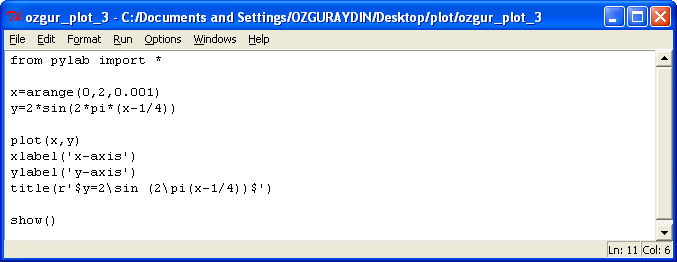 ozgur_plot_3 - C:/Documents and Settings/OZGURAYDIN/Desktop/plot/ozgur_plot_3
File Edit Format Run Options Windows Help
from pylab import *
x=arange(0,2,0.001)
y=2*sin(2*pi*(x-1/4))
plot(x,y)
xlabel('x-axis')
ylabel('y-axis')
title(r'$y=2\sin (2\pi(x-1/4))$')
show()
Ln: 11 Col: 6